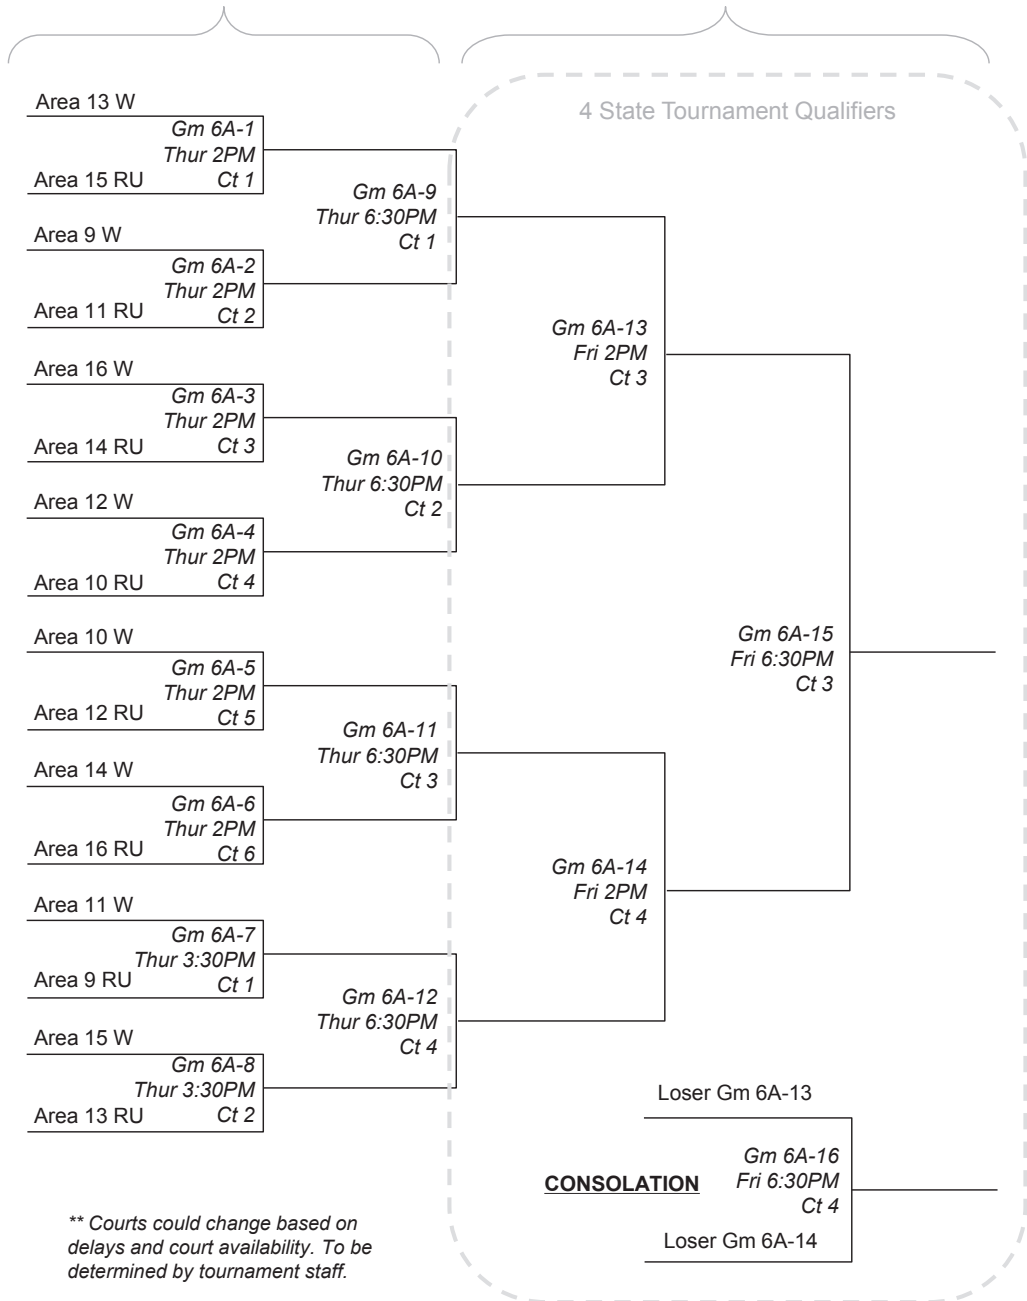 4 State Tournament Qualifiers
Area 13 W
Gm 6A-1
Thur 2PM
Area 15 RU
Ct 1
Gm 6A-9
Thur 6:30PM
Ct 1
Area 9 W
Gm 6A-2
Thur 2PM
Area 11 RU
Ct 2
Gm 6A-13
Fri 2PM
Ct 3
Area 16 W
Gm 6A-3
Thur 2PM
Area 14 RU
Ct 3
Gm 6A-10
Thur 6:30PM
Ct 2
Area 12 W
Gm 6A-4
Thur 2PM
Area 10 RU
Ct 4
Gm 6A-15
Fri 6:30PM
Ct 3
Area 10 W
Gm 6A-5
Thur 2PM
Area 12 RU
Ct 5
Gm 6A-11
Thur 6:30PM
Ct 3
Area 14 W
Gm 6A-6
Thur 2PM
Area 16 RU
Ct 6
Gm 6A-14
Fri 2PM
Ct 4
Area 11 W
Gm 6A-7
Thur 3:30PM
Area 9 RU
Ct 1
Gm 6A-12
Thur 6:30PM
Ct 4
Area 15 W
Gm 6A-8
Thur 3:30PM
Area 13 RU
Ct 2
Loser Gm 6A-13
Gm 6A-16
CONSOLATION
Fri 6:30PM
Ct 4
Loser Gm 6A-14
** Courts could change based on
delays and court availability. To be
determined by tournament staff.